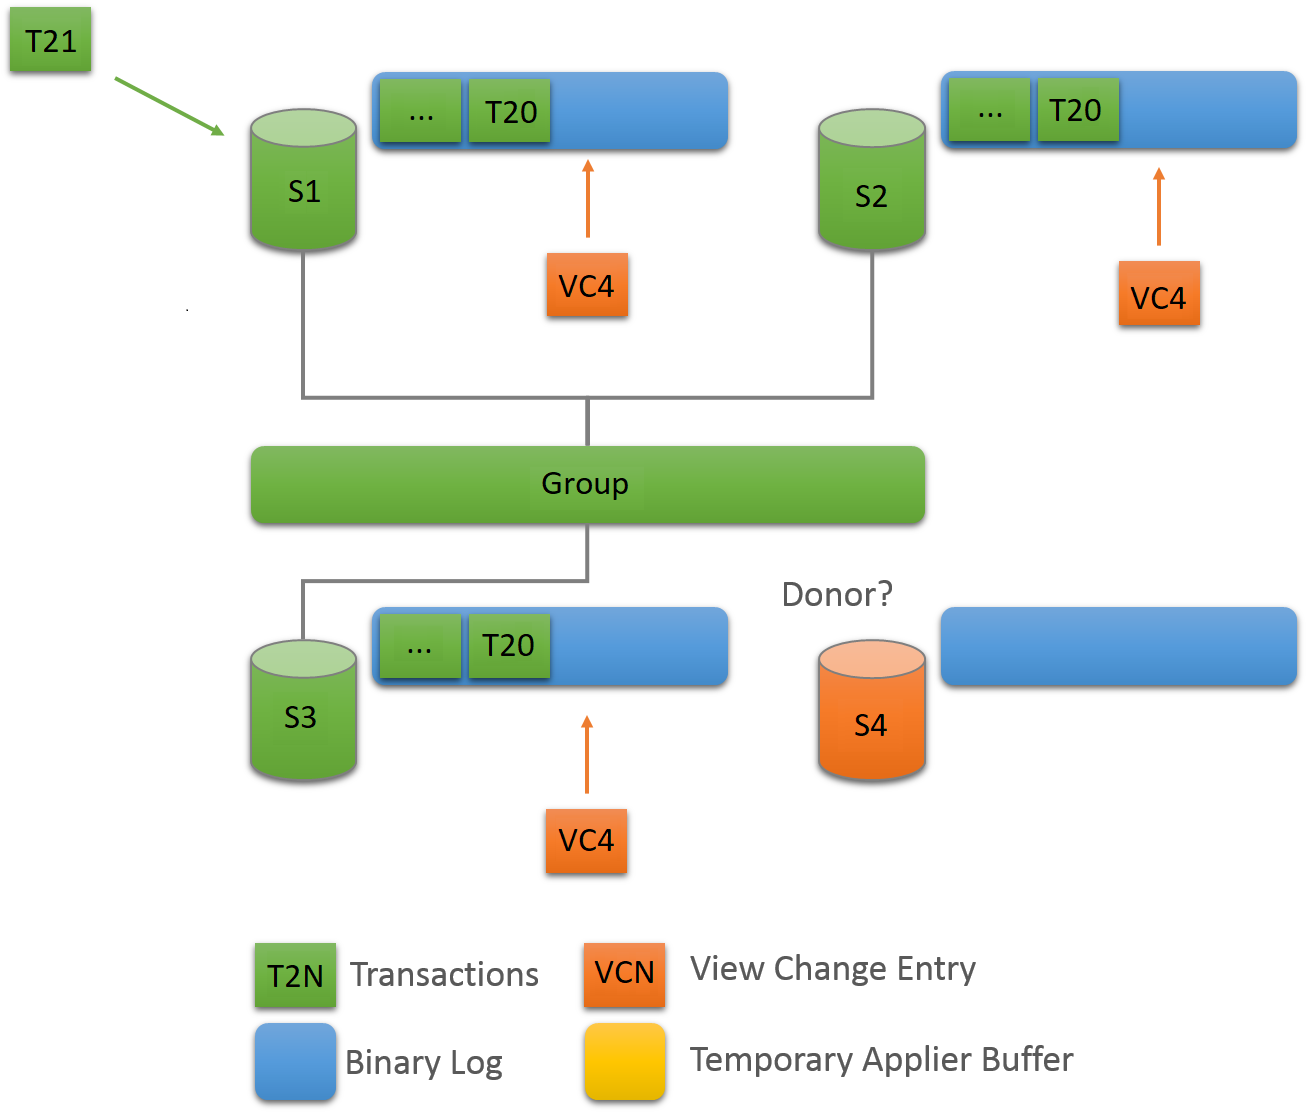 T21
... T20
... T20
S1
S2
VC4
VC4
.
Group
Donor?
... T20
S3
S4
VC4
T2N Transactions
VCN View Change Entry
Binary Log
Temporary Applier Buffer